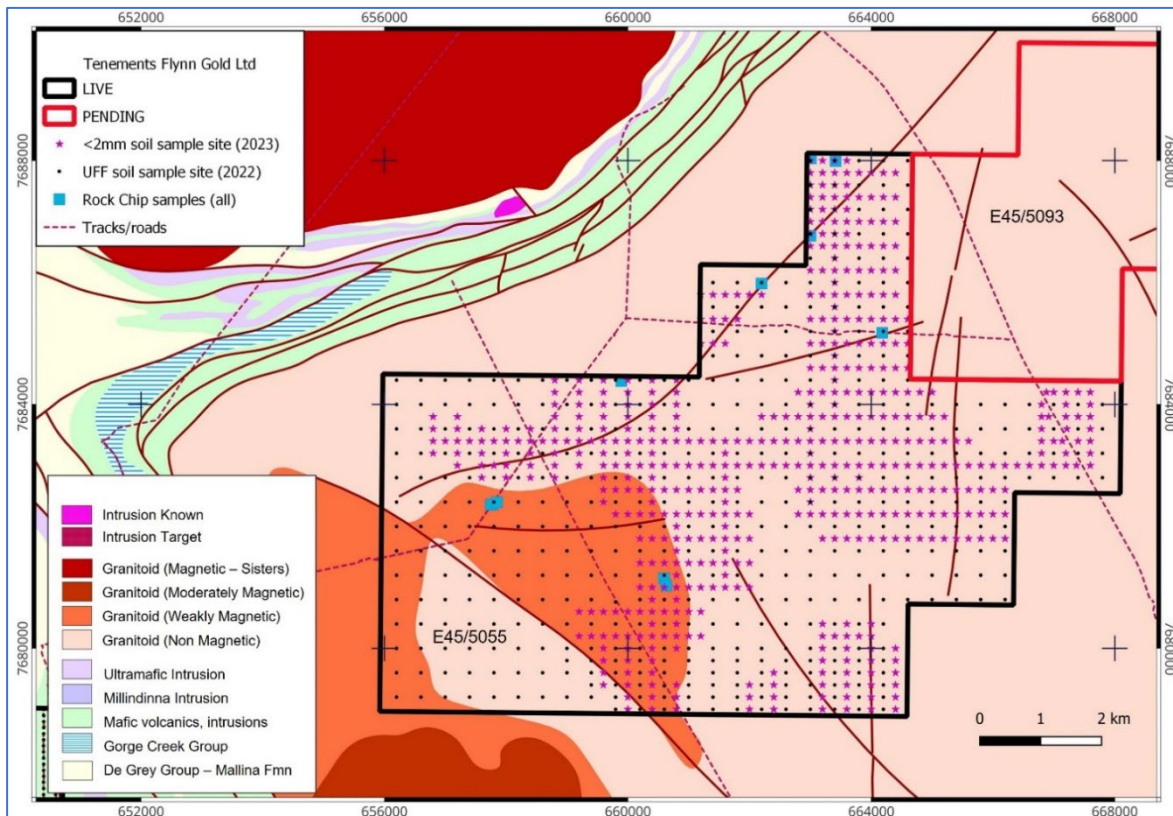 652000 656000 660000 664000 668000
Tenements Flynn Gold Ltd
LIVE
PENDING
<2mm soil sample site (2023)
UFF soil sample site (2022)
Rock Chip samples (all)
Tracks/roads
7688000
7688000
E45/5093
7684000
7684000
Intrusion Known
Intrusion Target
Granitoid (Magnetic – Sisters)
Granitoid (Moderately Magnetic)
Granitoid (Weakly Magnetic)
Granitoid (Non Magnetic)
Ultramafic Intrusion
Millindinna Intrusion
Mafic volcanics, intrusions
Gorge Creek Group
De Grey Group – Mallina Fmn
E45/5055
7680000
7680000
0 1 2 km
652000 656000 660000 664000 668000